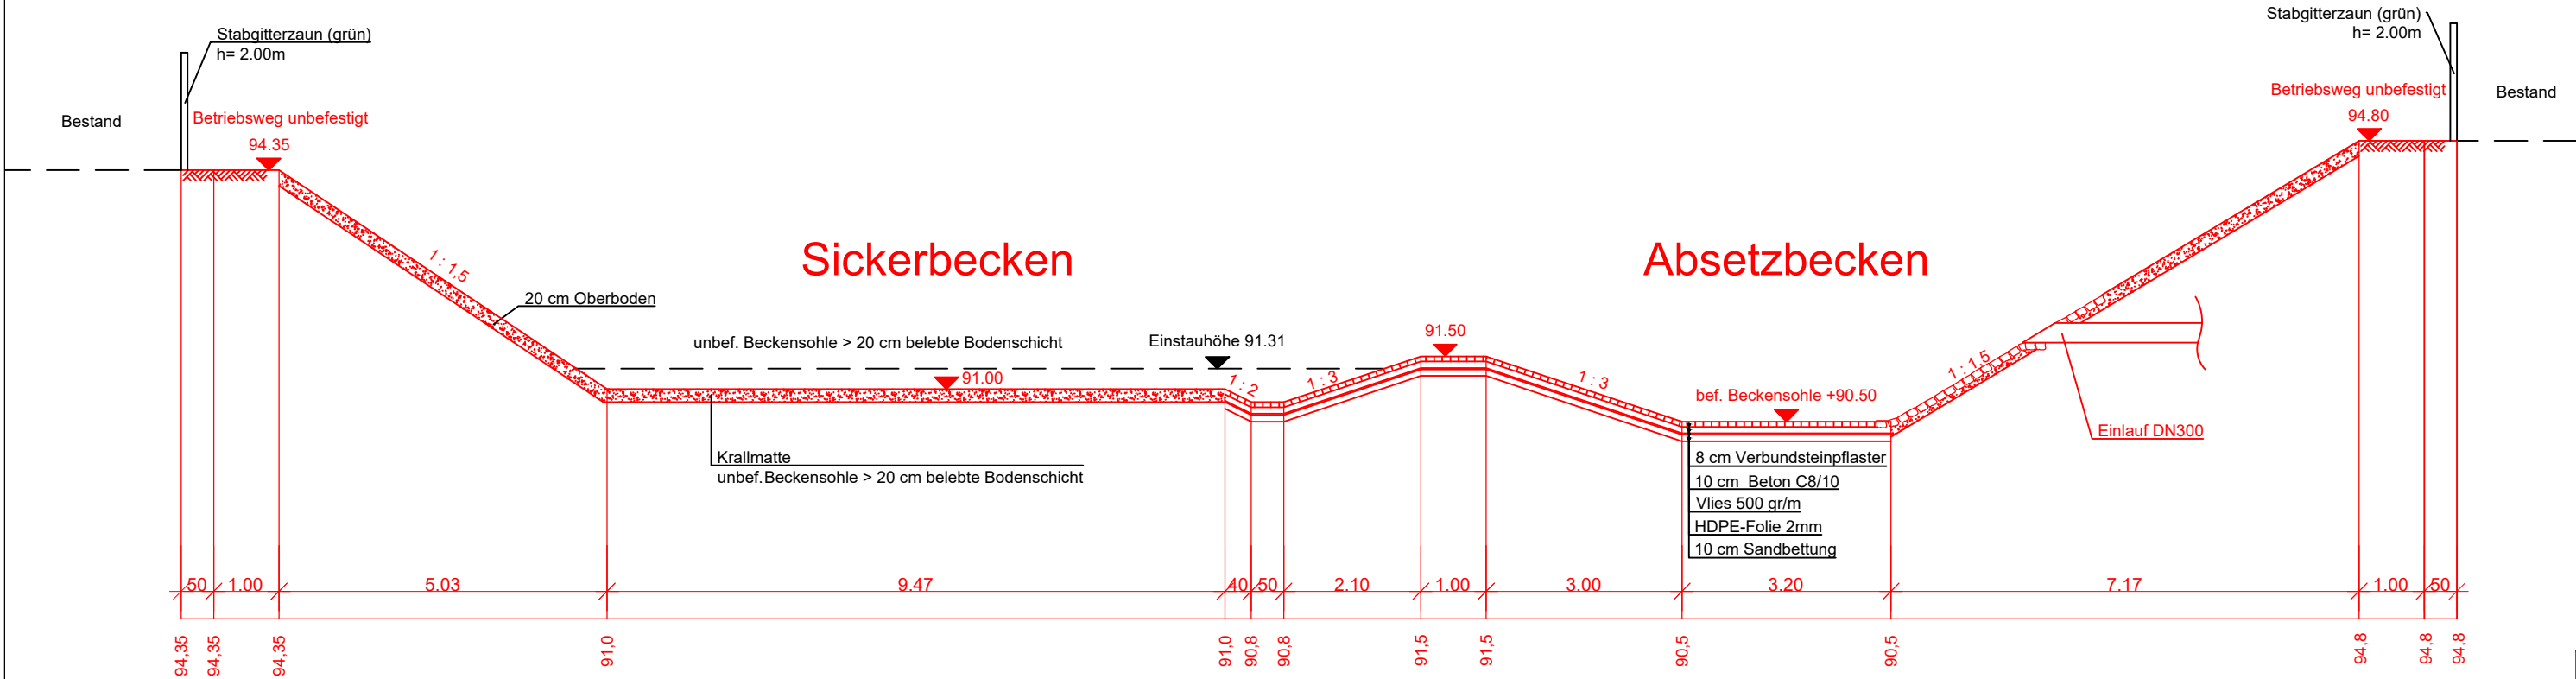 Stabgitterzaun (grün)
h= 2.00m
Stabgitterzaun (grün)
h= 2.00m
Bestand
Betriebsweg unbefestigt
94.35
Betriebsweg unbefestigt
94.80
Bestand
Sickerbecken
Absetzbecken
1 : 1,5
20 cm Oberboden
unbef. Beckensohle > 20 cm belebte Bodenschicht
Einstauhöhe 91.31
91.50
91.00
1 : 2
1 : 3
1 : 3
bef. Beckensohle +90.50
1 : 1,5
Einlauf DN300
Krallmatte
unbef.Beckensohle > 20 cm belebte Bodenschicht
8 cm Verbundsteinpflaster
10 cm Beton C8/10
Vlies 500 gr/m
HDPE-Folie 2mm
10 cm Sandbettung
50 1.00 5.03 9.47 40 50 2.10 1.00 3.00 3.20 7.17 1.00 50
94,35 94,35 94,35 91,0 91,0 90,8 90,8 91,5 91,5 90,5 90,5 94,8 94,8 94,8